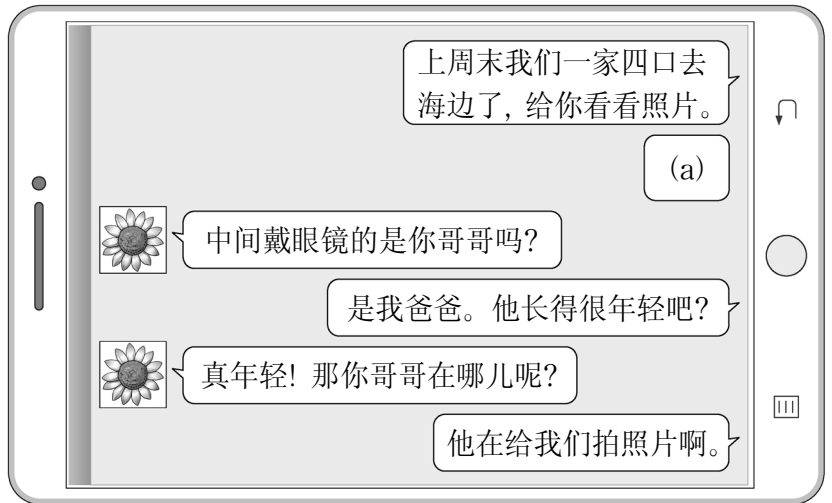 上周末我们一家四口去
海边了, 给你看看照片。
(a)
中间戴眼镜的是你哥哥吗?
是我爸爸。他长得很年轻吧?
真年轻! 那你哥哥在哪儿呢?
他在给我们拍照片啊。